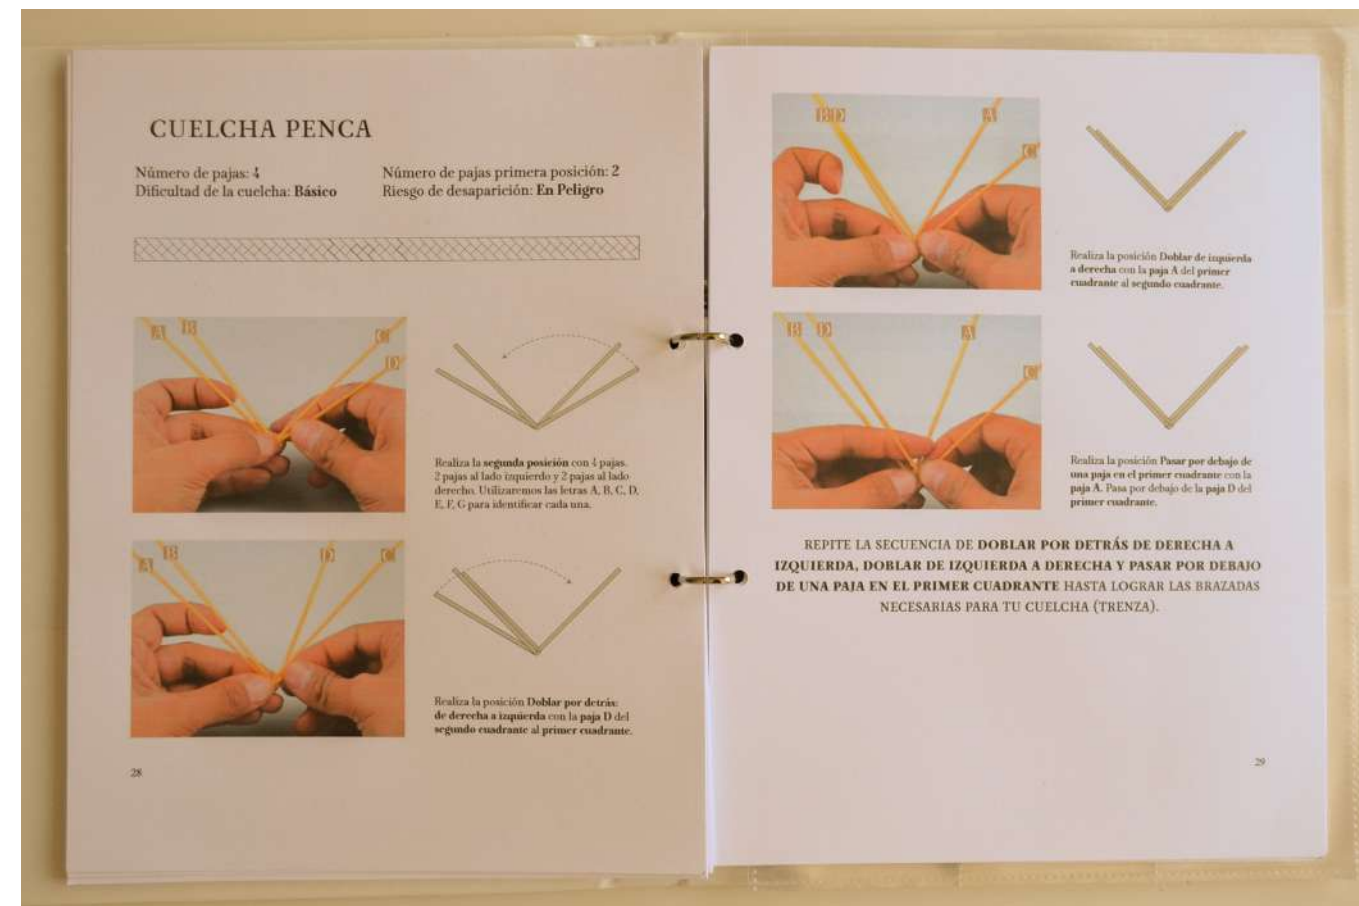 CUELCHA PENCA
Número de pajas: 4
Dificultad de la cuelcha: Básico
Número de pajas primera posición: 2
Riesgo de desaparición: En Peligro
A B C D
Realiza la segunda posición con 4 pajas.
2 pajas al lado izquierdo y 2 pajas al lado
derecho. Utilizaremos las letras A, B, C, D,
E, F, G para identificar cada una.
A B D C
Realiza la posición Doblar por detrás:
de derecha a izquierda con la paja D del
segundo cuadrante al primer cuadrante.
28
B D A C
Realiza la posición Doblar de izquierda
a derecha con la paja A del primer
cuadrante al segundo cuadrante.
B D A C
Realiza la posición Pasar por debajo de
una paja en el primer cuadrante con la
paja A. Pasa por debajo de la paja D del
primer cuadrante.
REPITE LA SECUENCIA DE DOBLAR POR DETRÁS DE DERECHA A
IZQUIERDA, DOBLAR DE IZQUIERDA A DERECHA Y PASAR POR DEBAJO
DE UNA PAJA EN EL PRIMER CUADRANTE HASTA LOGRAR LAS BRAZADAS
NECESARIAS PARA TU CUELCHA (TRENZA).
29